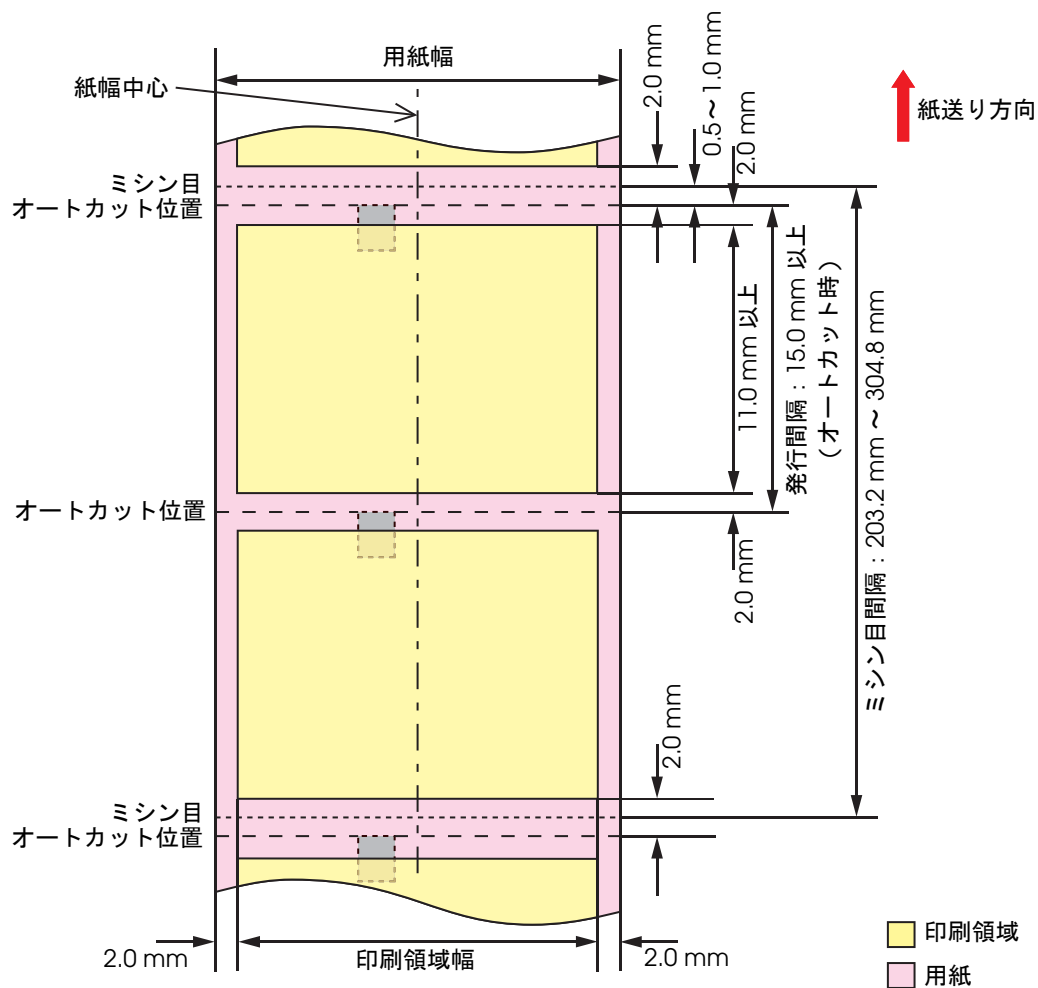 用紙幅
紙幅中心
2.0 mm
0.5～1.0 mm
2.0 mm
紙送り方向
ミシン目
オートカット位置
11.0 mm 以上
発行間隔：15.0 mm 以上
（オートカット時）
ミシン目間隔：203.2 mm ～ 304.8 mm
オートカット位置
2.0 mm
2.0 mm
ミシン目
オートカット位置
2.0 mm
印刷領域幅
2.0 mm
印刷領域
用紙